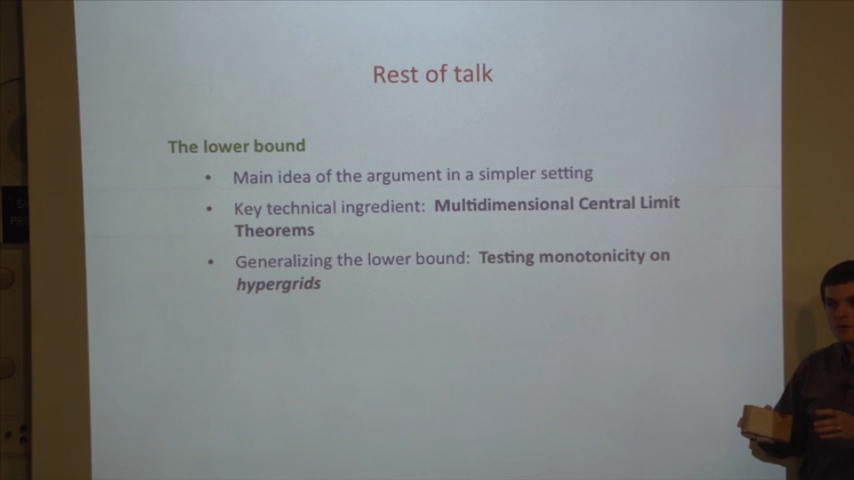 Rest of talk
The lower bound
• Main idea of the argument in a simpler setting
• Key technical ingredient: Multidimensional Central Limit
Theorems
• Generalizing the lower bound: Testing monotonicity on
hypergrids